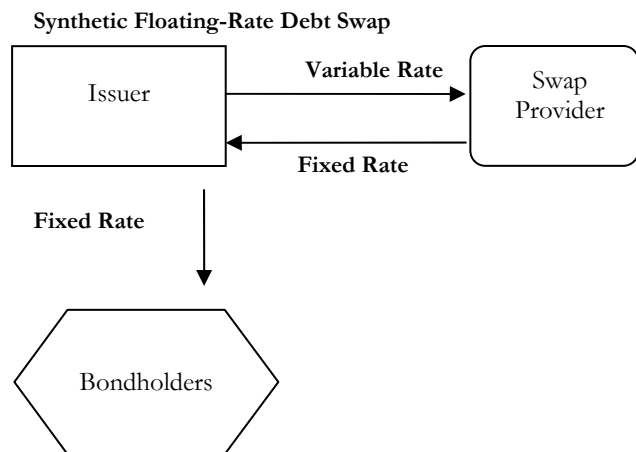 Synthetic Floating-Rate Debt Swap
Issuer
Variable Rate
Swap
Provider
Fixed Rate
Fixed Rate
Bondholders